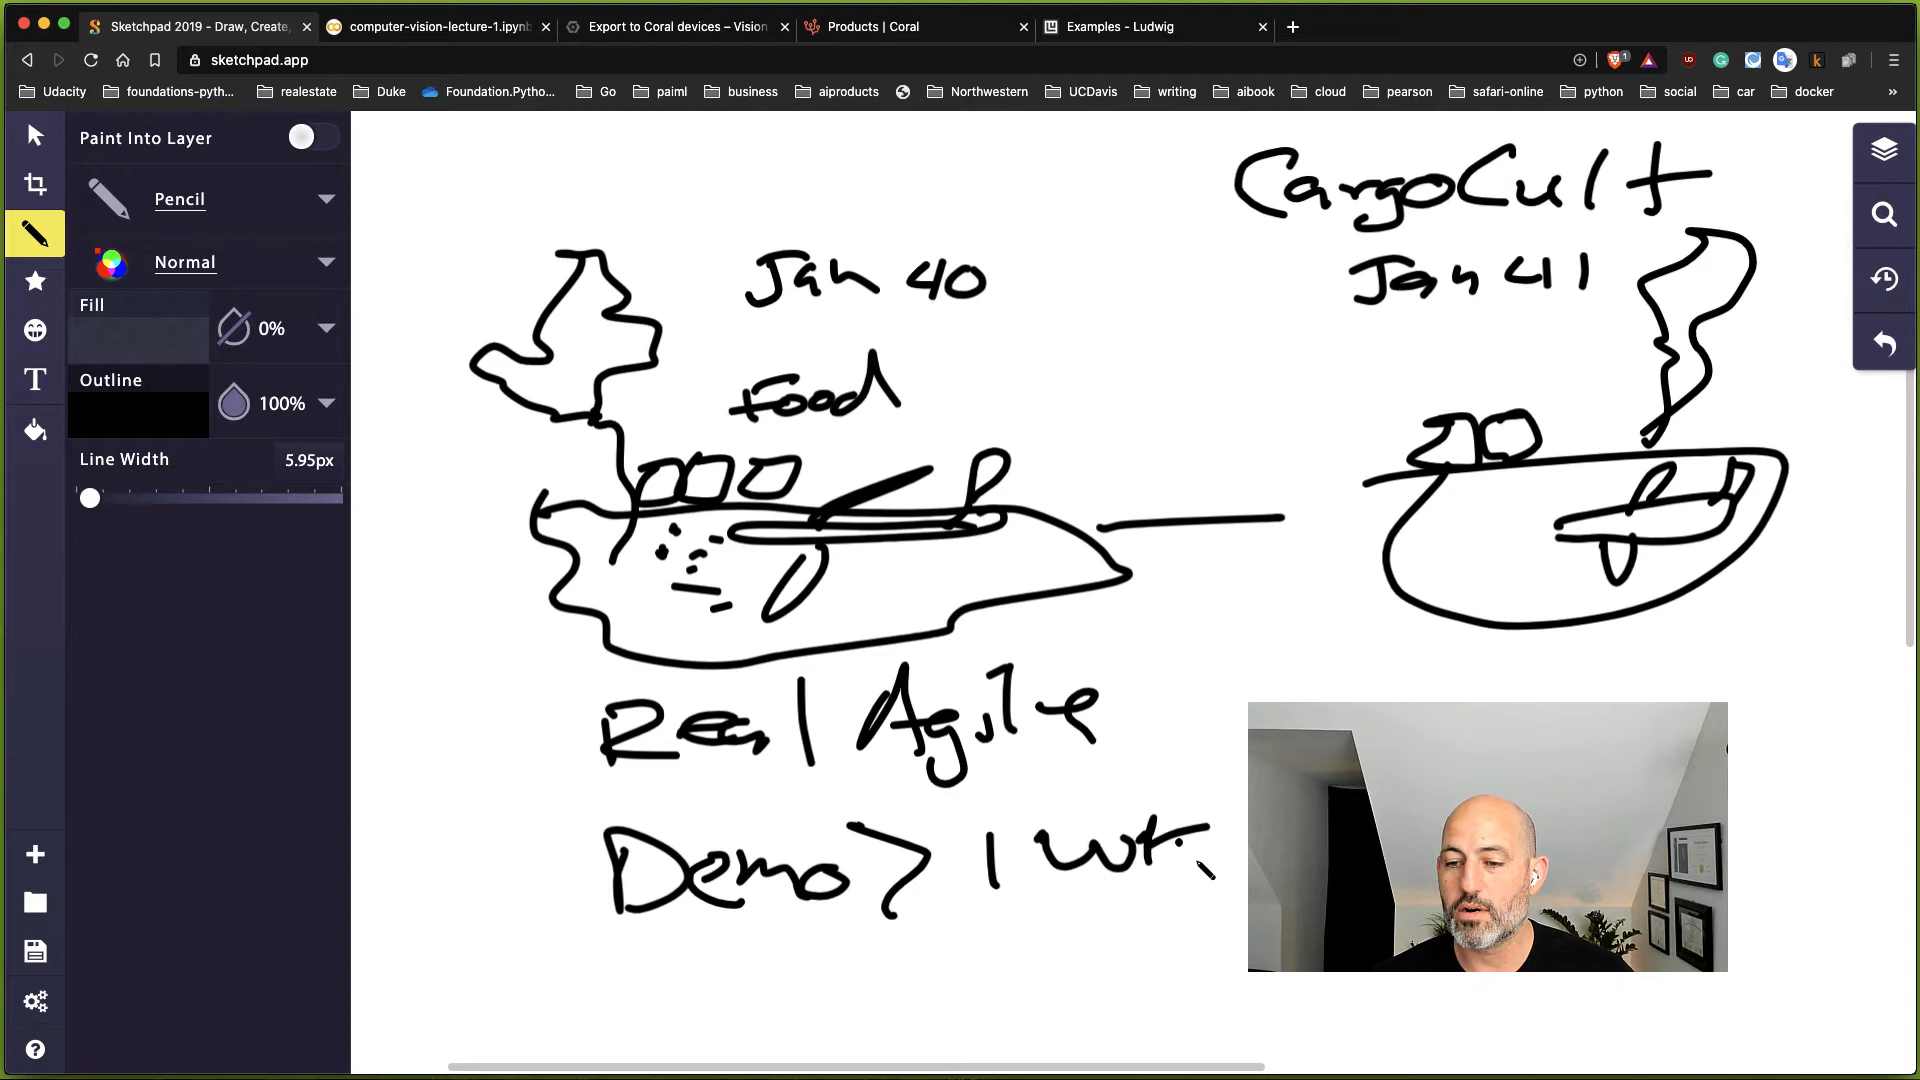 Sketchpad 2019 - Draw, Create,
computer-vision-lecture-1.ipynb
Export to Coral devices – Vision
Products | Coral
Examples - Ludwig
sketchpad.app
1
Udacity
foundations-pyth...
realestate
Duke
Foundation.Pytho...
Go
paiml
business
aiproducts
Northwestern
UCDavis
writing
aibook
cloud
pearson
safari-online
python
social
car
docker
»
Paint Into Layer
Pencil
Normal
Fill
0%
Outline
100%
Line Width
5.95px
T
CargoCult
Jan 40
Jan 41
Food
Real Agile
Demo > 1 wk